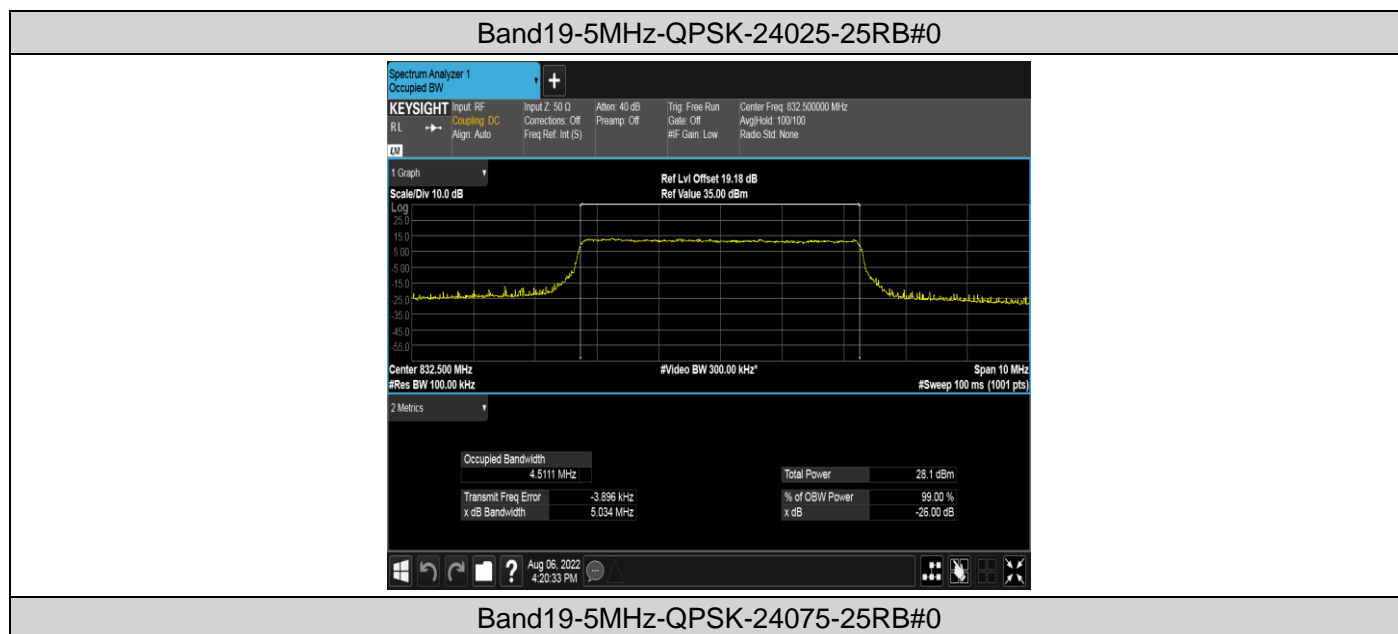 Band19-5MHz-QPSK-24025-25RB#0
Spectrum Analyzer 1
Occupied BW
+
KEYSIGHT Input: RF Input Z: 50 Ω Atten: 40 dB Trig: Free Run Center Freq: 832.500000 MHz
RL Coupling: DC Corrections: Off Preamp: Off Gate: Off Avg|Hold: 100/100
Align: Auto Freq Ref: Int (S) #IF Gain: Low Radio Std: None
LXI
1 Graph
Ref Lvl Offset 19.18 dB
Scale/Div 10.0 dB Ref Value 35.00 dBm
Log
25.0
15.0
5.00
-5.00
-15.0
-25.0
-35.0
-45.0
-55.0
Center 832.500 MHz #Video BW 300.00 kHz* Span 10 MHz
#Res BW 100.00 kHz #Sweep 100 ms (1001 pts)
2 Metrics
Occupied Bandwidth
4.5111 MHz Total Power 28.1 dBm
Transmit Freq Error -3.896 kHz % of OBW Power 99.00 %
x dB Bandwidth 5.034 MHz x dB -26.00 dB
? Aug 06, 2022
4:20:33 PM
Band19-5MHz-QPSK-24075-25RB#0